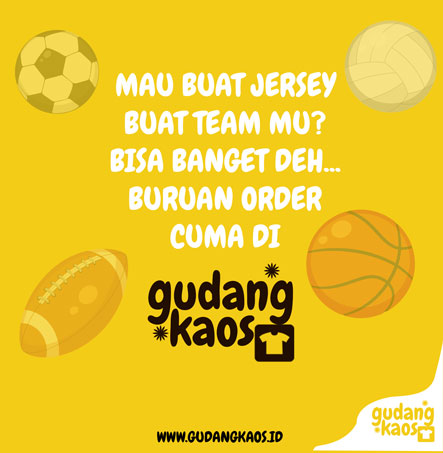 MAU BUAT JERSEY
BUAT TEAM MU?
BISA BANGET DEH...
BURUAN ORDER
CUMA DI
gudang
kaos
WWW.GUDANGKAOS.ID
gudang
kaos